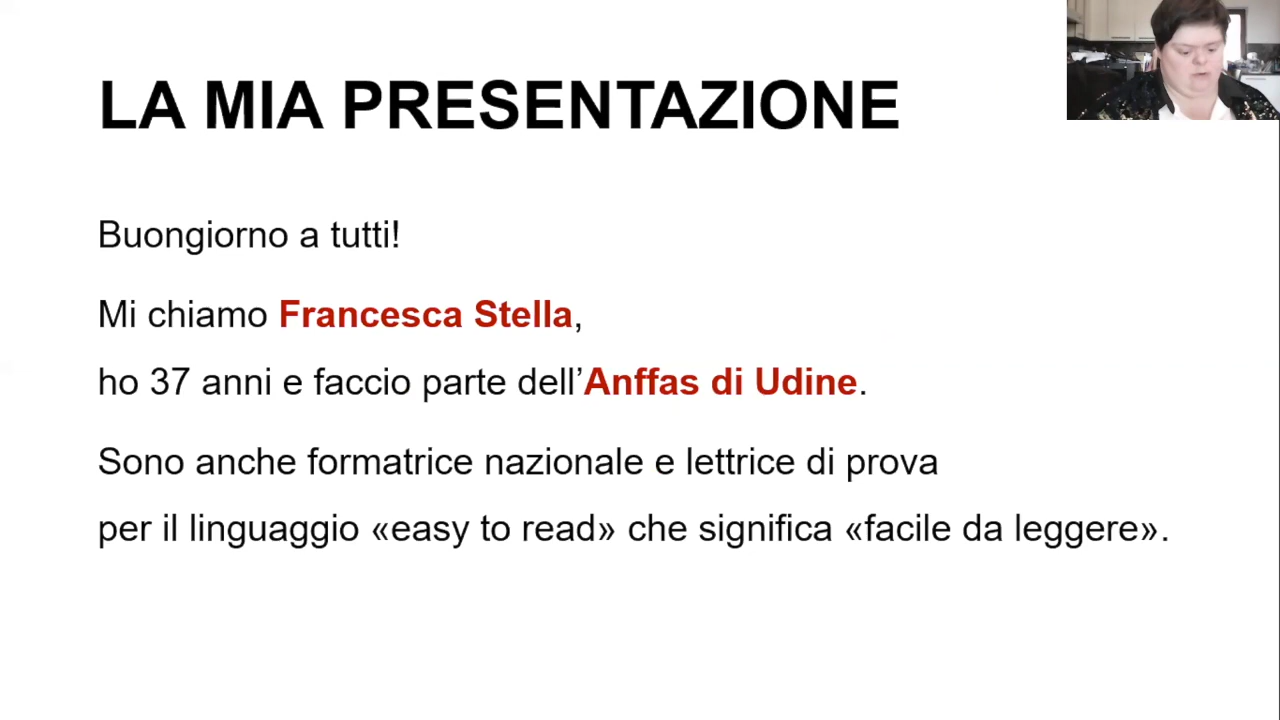 LA MIA PRESENTAZIONE
Buongiorno a tutti!
Mi chiamo Francesca Stella,
ho 37 anni e faccio parte dell’Anffas di Udine.
Sono anche formatrice nazionale e lettrice di prova
per il linguaggio «easy to read» che significa «facile da leggere».